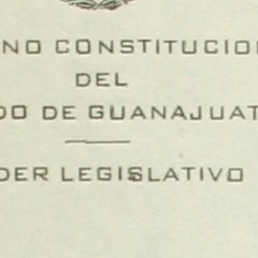 NO CONSTITUCIO
DEL
DO DE GUANAJUAT
DER LEGISLATIVO